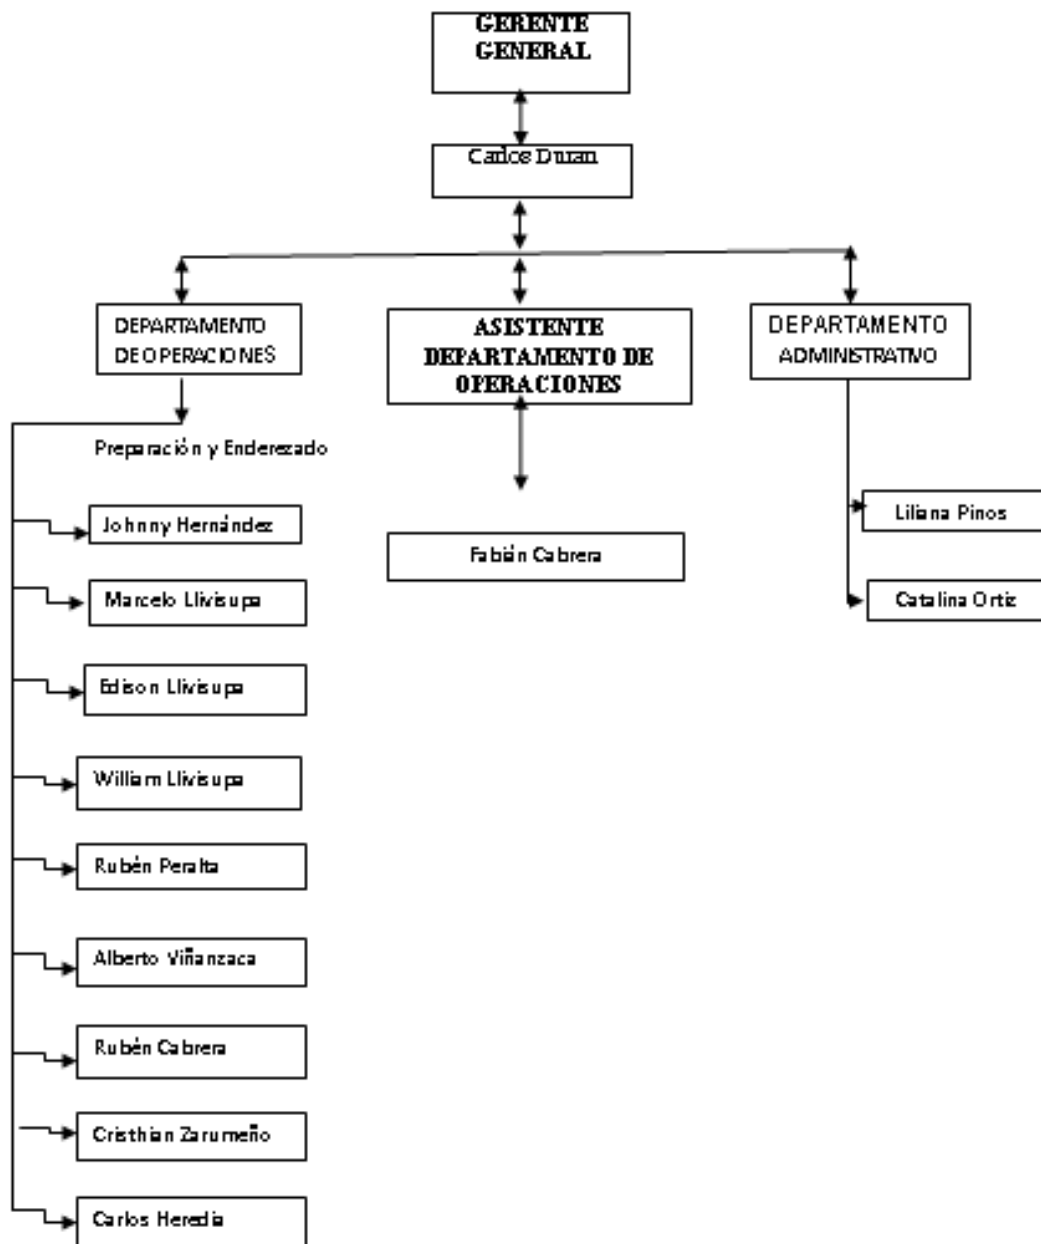 GERENTE
GENERAL
Carlos Duran
DEPARTAMENTO
DE OPERACIONES
ASISTENTE
DEPARTAMENTO DE
OPERACIONES
DEPARTAMENTO
ADMINISTRATIVO
Preparación y Enderezado
Johnny Hernández
Marcelo Llivisupa
Edison Llivisupa
William Llivisupa
Rubén Peralta
Alberto Viñanzaca
Rubén Cabrera
Cristhian Zarumeño
Carlos Heredia
Fabián Cabrera
Liliana Pinos
Catalina Ortiz